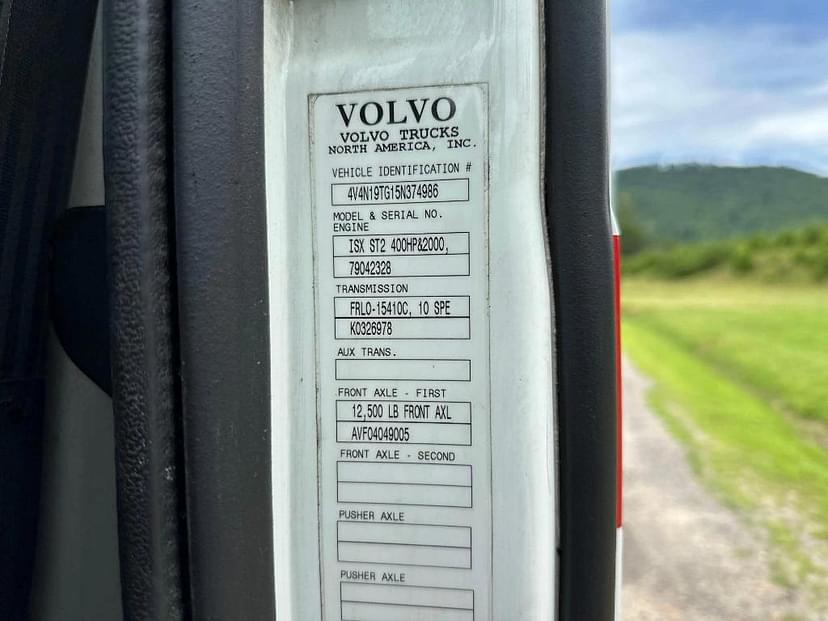 VOLVO
VOLVO TRUCKS
NORTH AMERICA, INC.
VEHICLE IDENTIFICATION #
4V4N19TG15N374986
MODEL & SERIAL NO.
ENGINE
ISX ST2 400HP&2000,
79042328
TRANSMISSION
FRLO-15410C, 10 SPE
K0326978
AUX TRANS.
FRONT AXLE - FIRST
12,500 LB FRONT AXL
AVF04049005
FRONT AXLE - SECOND
PUSHER AXLE
PUSHER AXLE